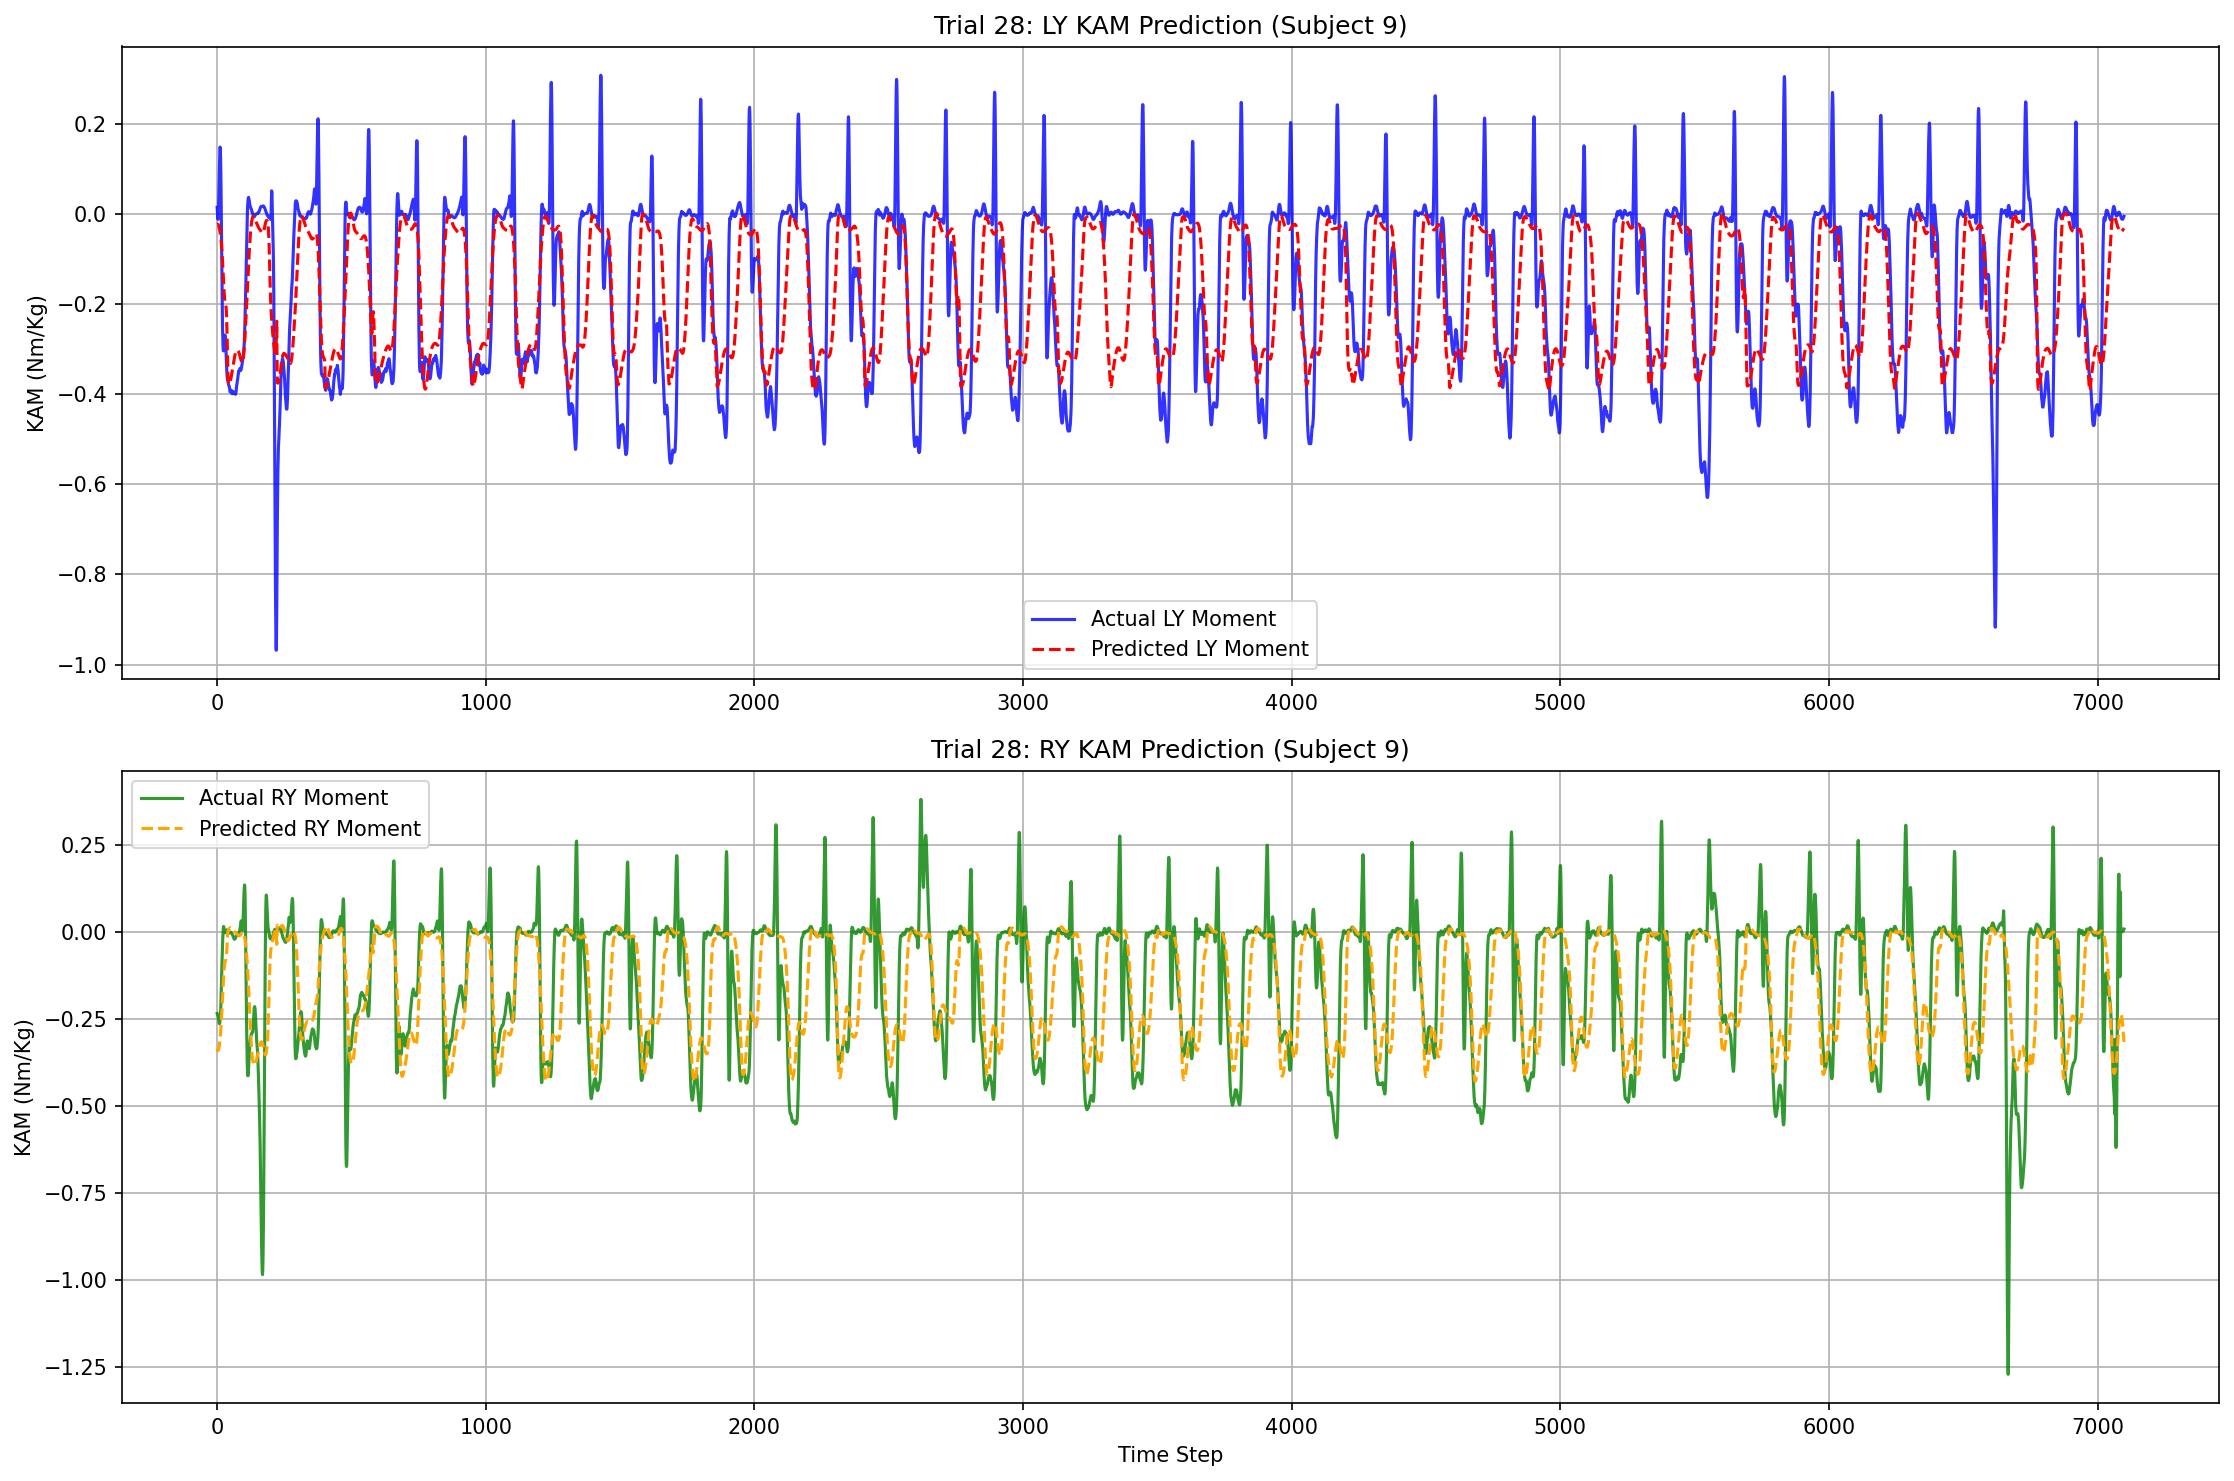 Trial 28: LY KAM Prediction (Subject 9)
KAM (Nm/Kg)
0.2
0.0
−0.2
−0.4
−0.6
−0.8
−1.0
Actual LY Moment
Predicted LY Moment
0 1000 2000 3000 4000 5000 6000 7000
Trial 28: RY KAM Prediction (Subject 9)
Actual RY Moment
Predicted RY Moment
KAM (Nm/Kg)
0.25
0.00
−0.25
−0.50
−0.75
−1.00
−1.25
0 1000 2000 3000 4000 5000 6000 7000
Time Step